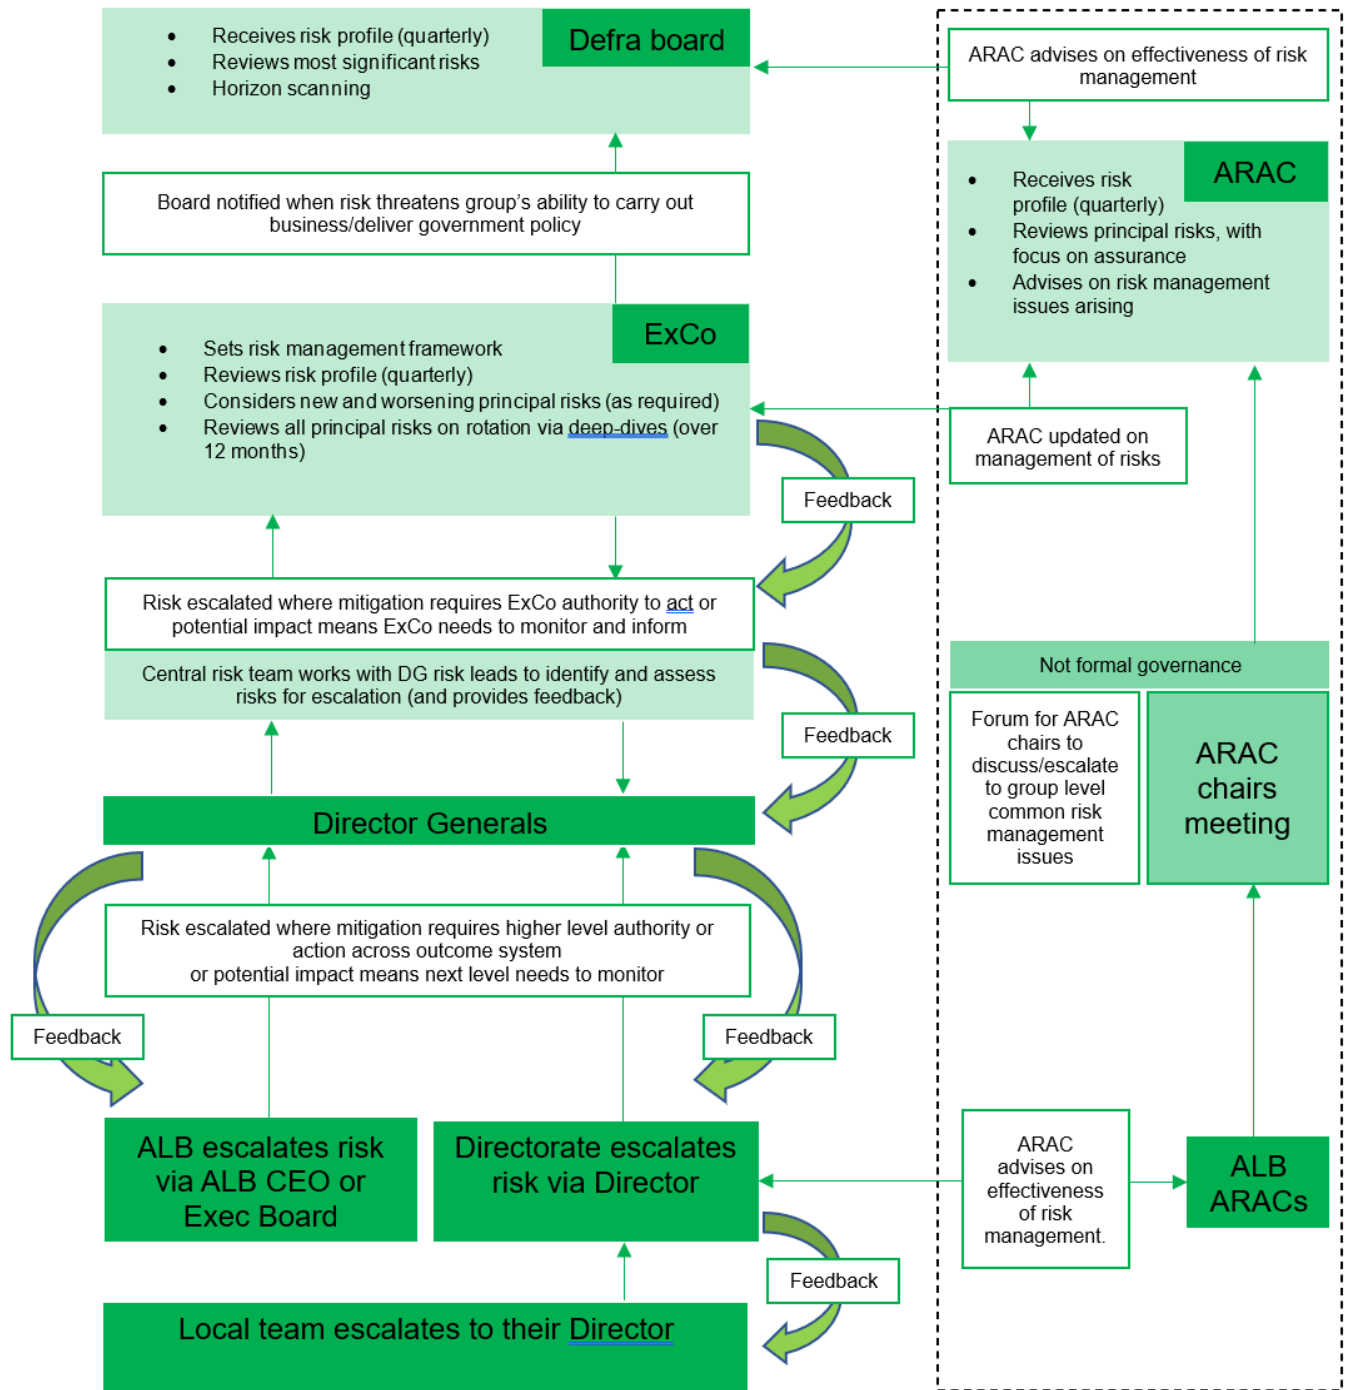 Defra board
• Receives risk profile (quarterly)
• Reviews most significant risks
• Horizon scanning
Board notified when risk threatens group’s ability to carry out
business/deliver government policy
ExCo
• Sets risk management framework
• Reviews risk profile (quarterly)
• Considers new and worsening principal risks (as required)
• Reviews all principal risks on rotation via deep-dives (over
12 months)
Feedback
Risk escalated where mitigation requires ExCo authority to act or
potential impact means ExCo needs to monitor and inform
Central risk team works with DG risk leads to identify and assess
risks for escalation (and provides feedback)
Feedback
Director Generals
Risk escalated where mitigation requires higher level authority or
action across outcome system
or potential impact means next level needs to monitor
Feedback
Feedback
ALB escalates risk
via ALB CEO or
Exec Board
Directorate escalates
risk via Director
Feedback
Local team escalates to their Director
ARAC advises on effectiveness of risk
management
ARAC
• Receives risk
profile (quarterly)
• Reviews principal risks, with
focus on assurance
• Advises on risk management
issues arising
ARAC updated on
management of risks
Not formal governance
Forum for ARAC
chairs to
discuss/escalate
to group level
common risk
management
issues
ARAC
chairs
meeting
ARAC
advises on
effectiveness
of risk
management.
ALB
ARACs